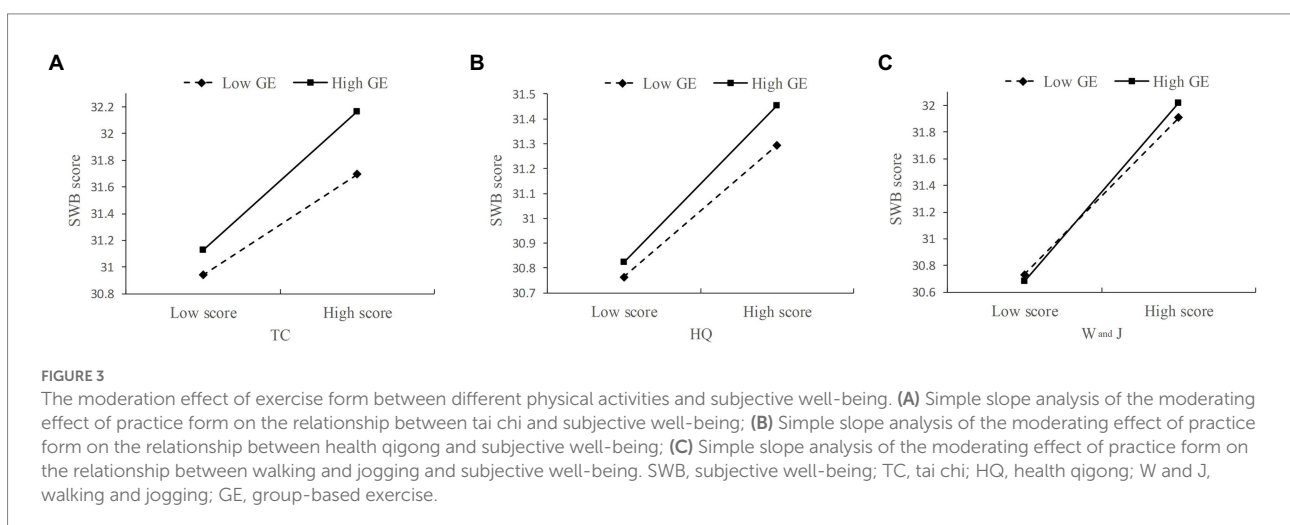 A
Low GE High GE
32.2
32
31.8
31.6
31.4
31.2
31
30.8
SWB score
Low score High score
TC
B
Low GE High GE
31.5
31.4
31.3
31.2
31.1
31
30.9
30.8
30.7
SWB score
Low score High score
HQ
C
Low GE High GE
32
31.8
31.6
31.4
31.2
31
30.8
30.6
SWB score
Low score High score
W and J
FIGURE 3
The moderation effect of exercise form between different physical activities and subjective well-being. (A) Simple slope analysis of the moderating
effect of practice form on the relationship between tai chi and subjective well-being; (B) Simple slope analysis of the moderating effect of practice
form on the relationship between health qigong and subjective well-being; (C) Simple slope analysis of the moderating effect of practice form on
the relationship between walking and jogging and subjective well-being. SWB, subjective well-being; TC, tai chi; HQ, health qigong; W and J,
walking and jogging; GE, group-based exercise.